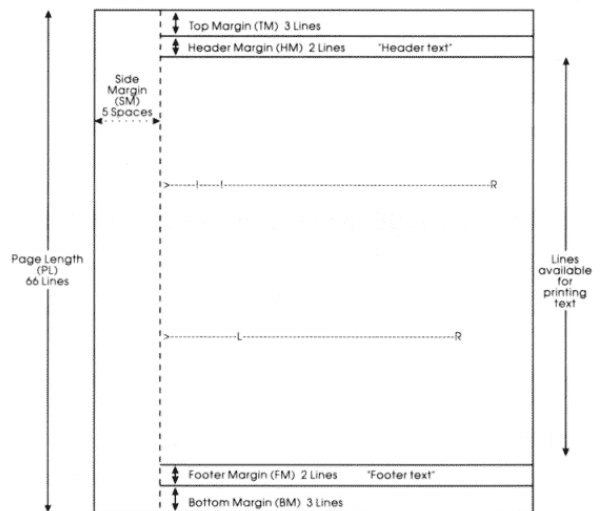 Top Margin (TM) 3 Lines
Header Margin (HM) 2 Lines "Header text"
Side
Margin
(SM)
5 Spaces
>-----!----!--------------------------------------------------R
Page Length
(PL)
66 Lines
Lines
available
for
printing
text
>-------------L---------------------------------------R
Footer Margin (FM) 2 Lines "Footer text"
Bottom Margin (BM) 3 Lines